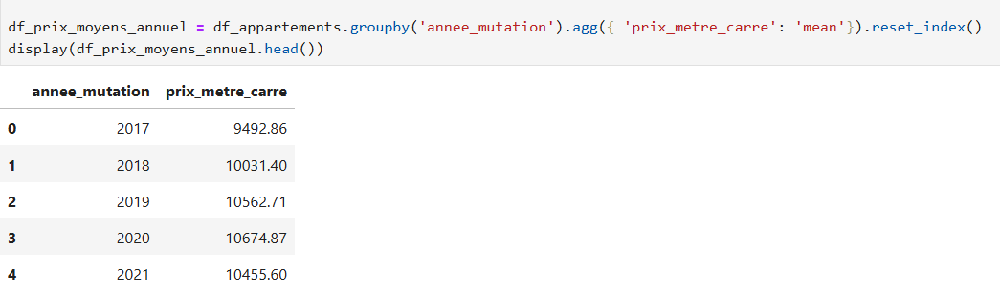 df_prix_moyens_annuel = df_appartements.groupby('annee_mutation').agg({ 'prix_metre_carre': 'mean'}).reset_index()
display(df_prix_moyens_annuel.head())
annee_mutation prix_metre_carre
0 2017 9492.86
1 2018 10031.40
2 2019 10562.71
3 2020 10674.87
4 2021 10455.60